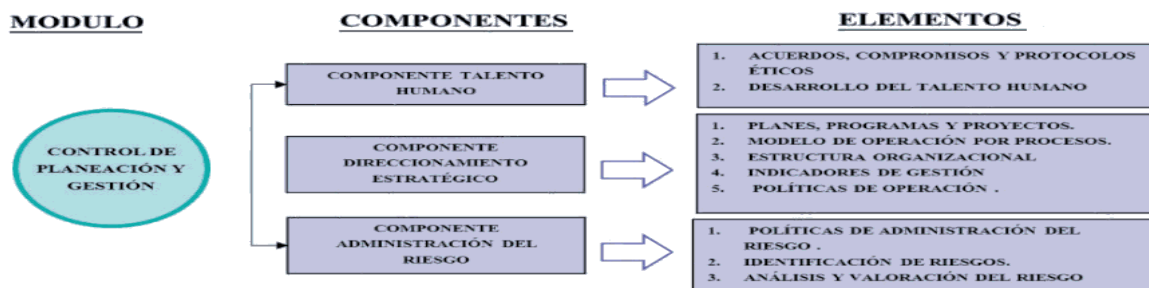 MODULO
COMPONENTES
ELEMENTOS
CONTROL DE
PLANEACIÓN Y
GESTIÓN
COMPONENTE TALENTO
HUMANO
1. ACUERDOS, COMPROMISOS Y PROTOCOLOS
ÉTICOS
2. DESARROLLO DEL TALENTO HUMANO
COMPONENTE
DIRECCIONAMIENTO
ESTRATÉGICO
1. PLANES, PROGRAMAS Y PROYECTOS.
2. MODELO DE OPERACIÓN POR PROCESOS.
3. ESTRUCTURA ORGANIZACIONAL
4. INDICADORES DE GESTIÓN
5. POLÍTICAS DE OPERACIÓN .
COMPONENTE
ADMINISTRACIÓN DEL
RIESGO
1. POLÍTICAS DE ADMINISTRACIÓN DEL
RIESGO .
2. IDENTIFICACIÓN DE RIESGOS.
3. ANÁLISIS Y VALORACIÓN DEL RIESGO